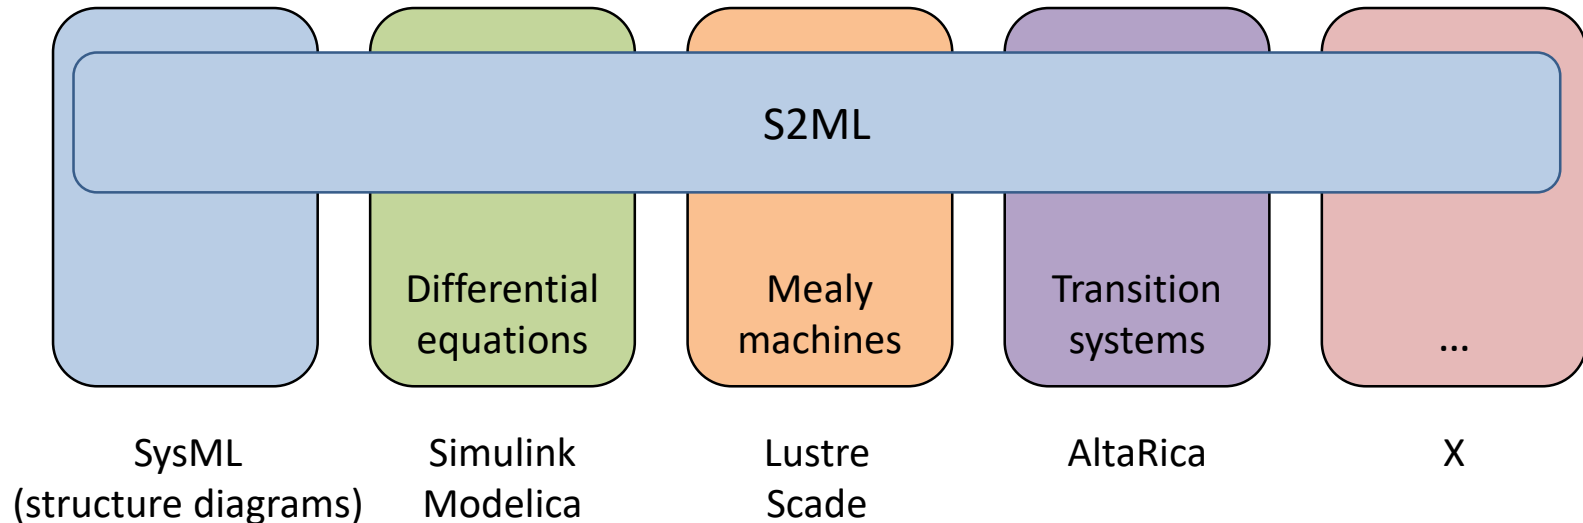 S2ML
Differential
equations
Mealy
machines
Transition
systems
...
SysML
(structure diagrams)
Simulink
Modelica
Lustre
Scade
AltaRica
X